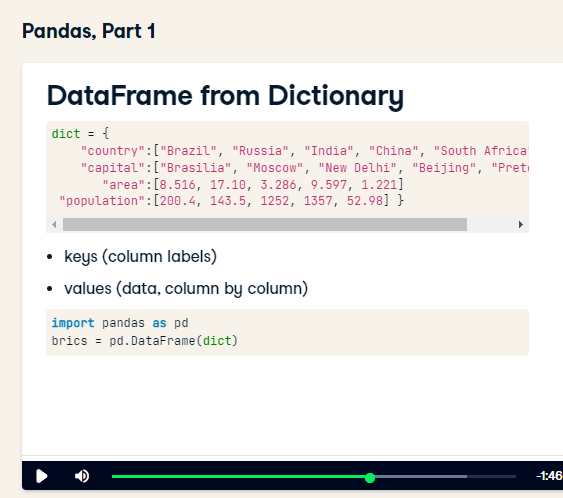 Pandas, Part 1
DataFrame from Dictionary
dict = {
"country":["Brazil", "Russia", "India", "China", "South Africa"
"capital":["Brasilia", "Moscow", "New Delhi", "Beijing",
"area":[8.516, 17.10, 3.286, 9.597, 1.221]
"population":[200.4, 143.5, 1252, 1357, 52.98] }
• keys (column labels)
• values (data, column by column)
import pandas as pd
brics = pd.DataFrame(dict)
-1:46